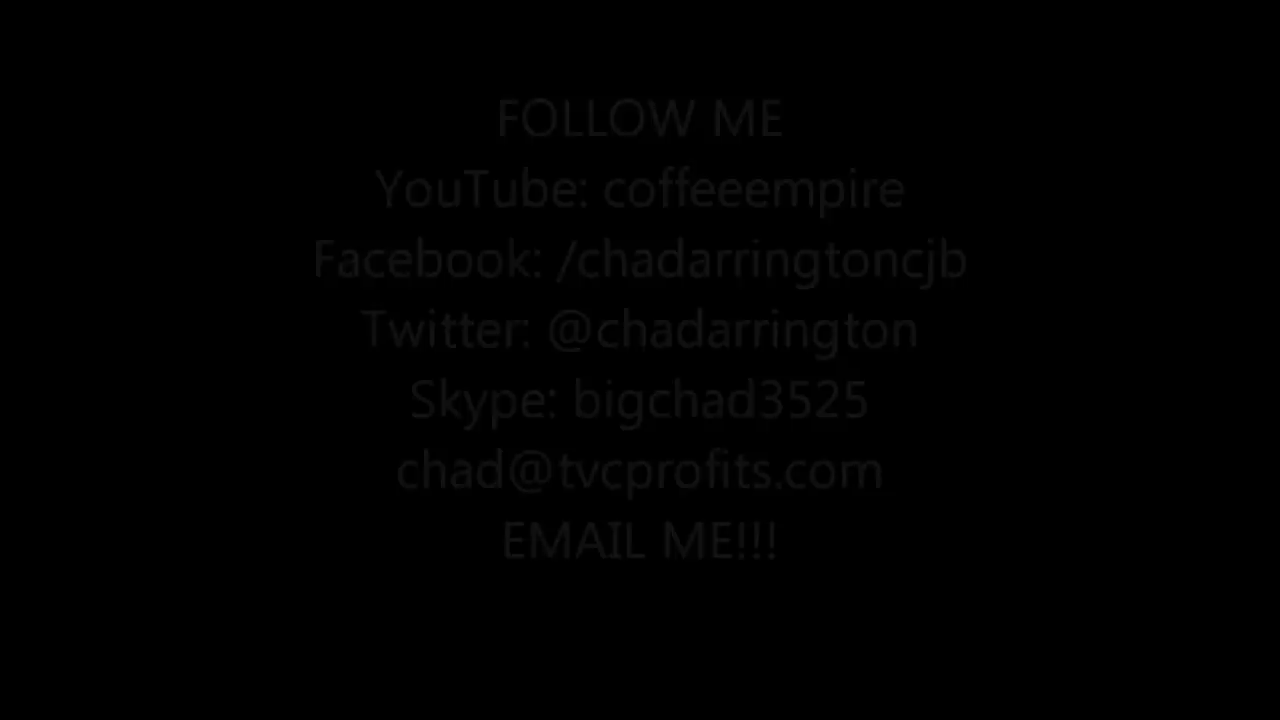 FOLLOW ME
YouTube: coffeeempire
Facebook: /chadarringtoncjb
Twitter: @chadarrington
Skype: bigchad3525
chad@tvcprofits.com
EMAIL ME!!!